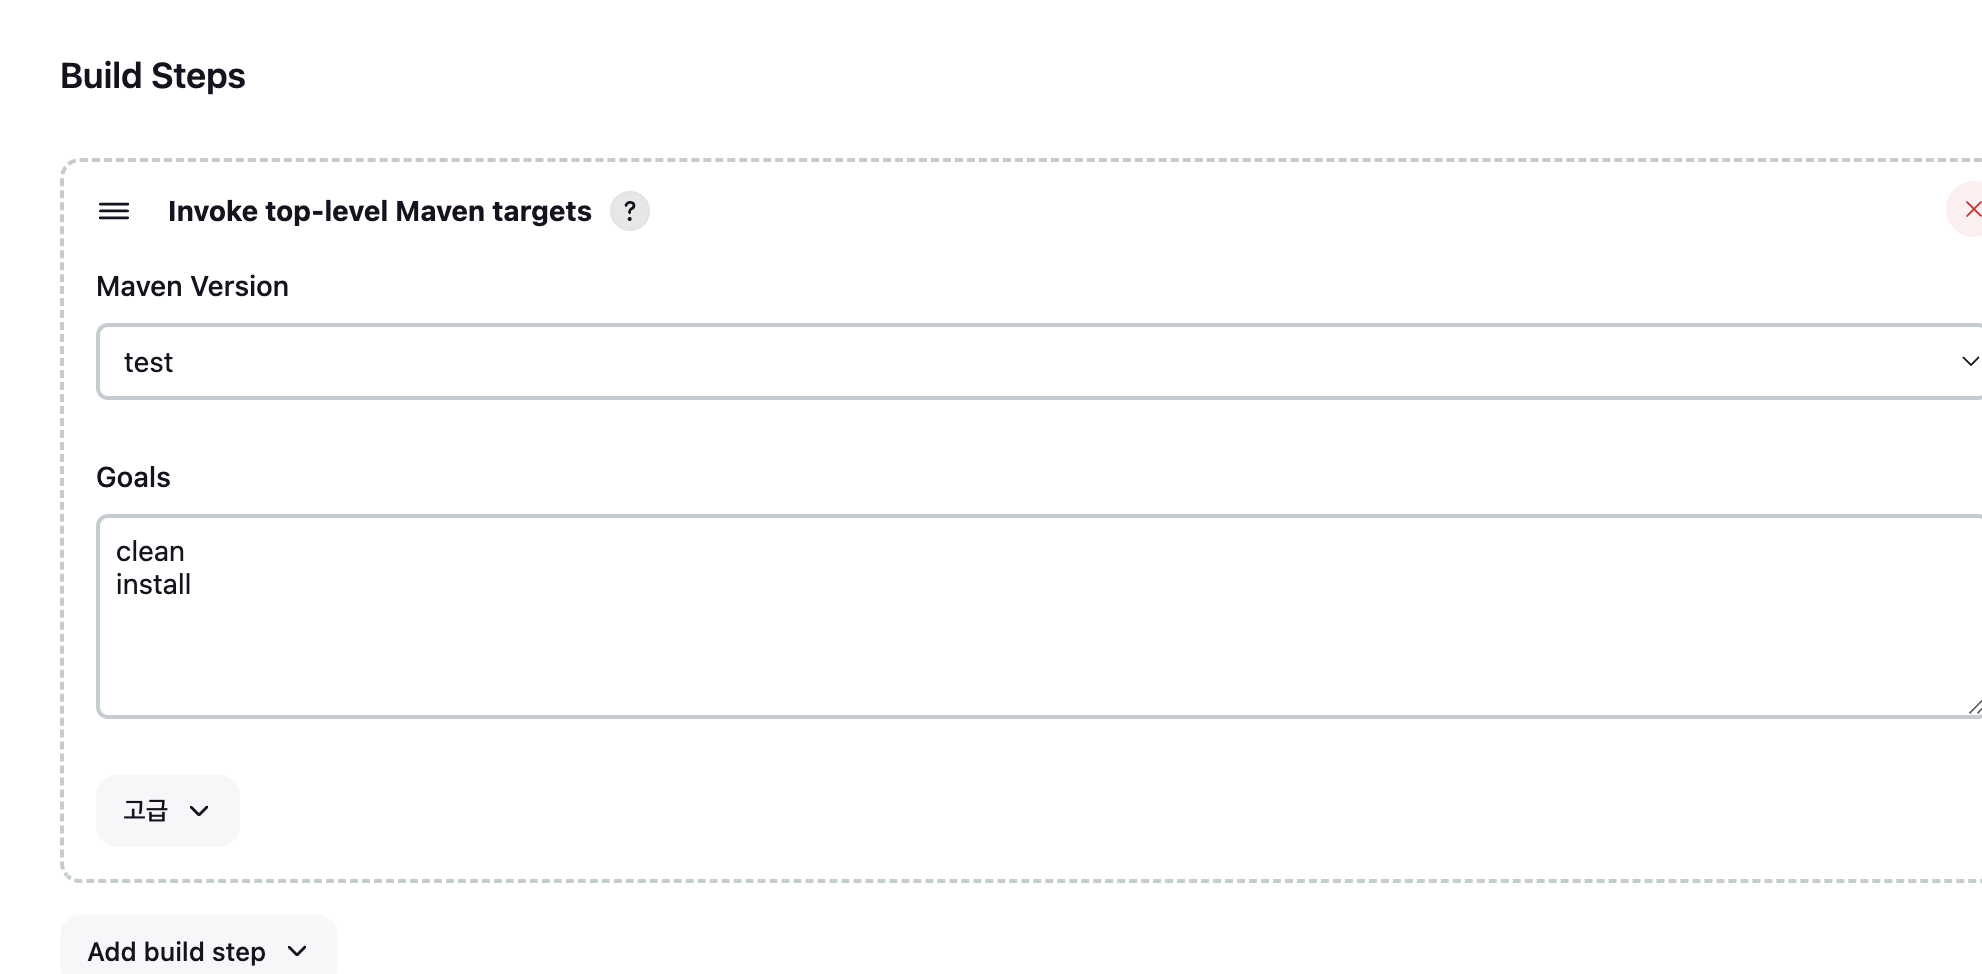 Build Steps
Invoke top-level Maven targets ?
Maven Version
test
Goals
clean
install
고급
Add build step